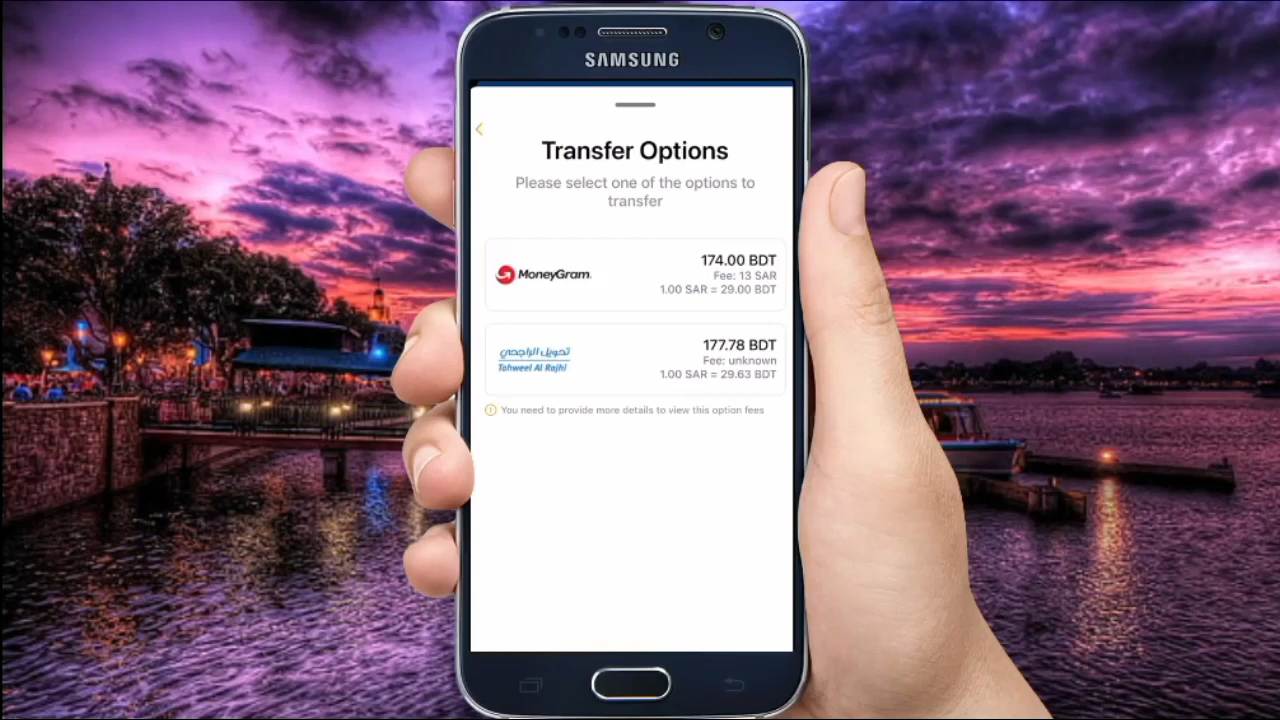 SAMSUNG
Transfer Options
Please select one of the options to
transfer
MoneyGram.
174.00 BDT
Fee: 13 SAR
1.00 SAR = 29.00 BDT
تحويل الراجحي
Tahweel Al Rajhi
177.78 BDT
Fee: unknown
1.00 SAR = 29.63 BDT
You need to provide more details to view this option fees